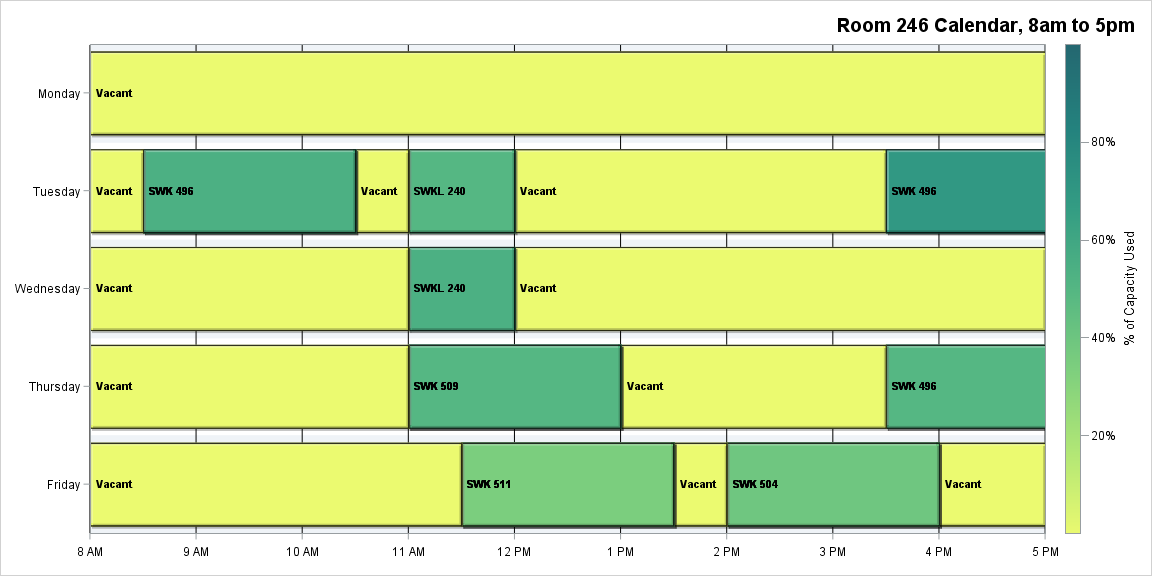 Room 246 Calendar, 8am to 5pm
Monday
Vacant
Tuesday
Vacant
SWK 496
Vacant
SWKL 240
Vacant
SWK 496
Wednesday
Vacant
SWKL 240
Vacant
Thursday
Vacant
SWK 509
Vacant
SWK 496
Friday
Vacant
SWK 511
Vacant
SWK 504
Vacant
8 AM
9 AM
10 AM
11 AM
12 PM
1 PM
2 PM
3 PM
4 PM
5 PM
80%
60%
40%
20%
% of Capacity Used